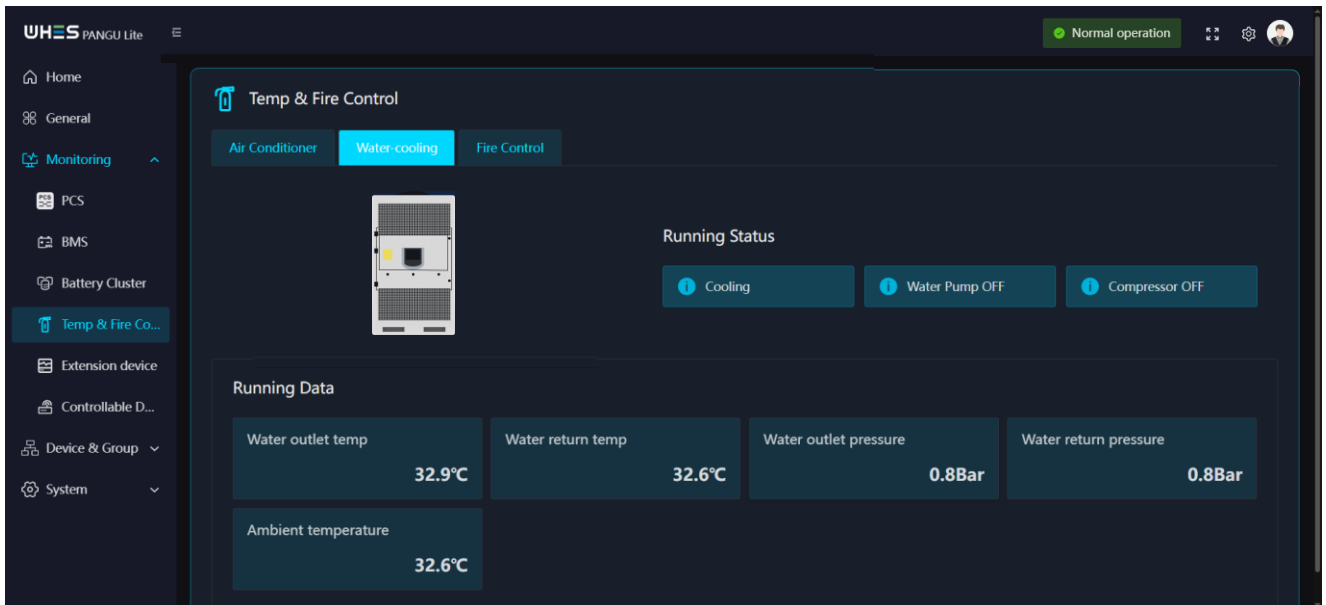 WHES PANGU Lite
Normal operation
Home
General
Monitoring
PCS
PCS
BMS
Battery Cluster
Temp & Fire Co...
Extension device
Controllable D...
Device & Group
System
Temp & Fire Control
Air Conditioner
Water-cooling
Fire Control
Running Status
Cooling
Water Pump OFF
Compressor OFF
Running Data
Water outlet temp
32.9℃
Water return temp
32.6℃
Water outlet pressure
0.8Bar
Water return pressure
0.8Bar
Ambient temperature
32.6℃